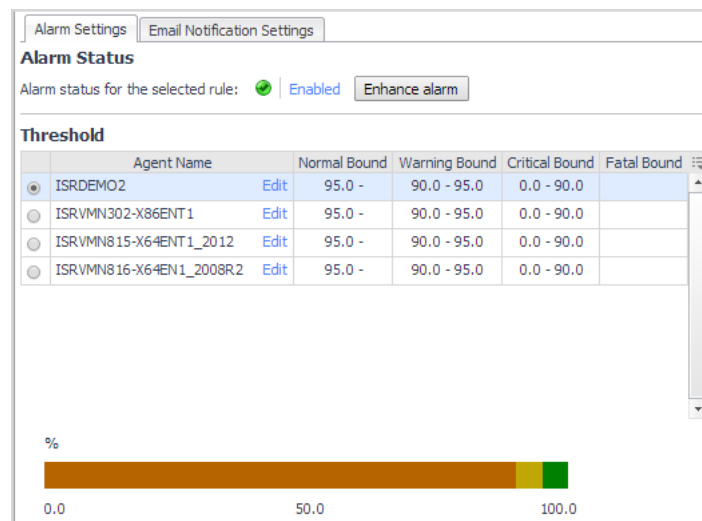 Alarm Settings Email Notification Settings
Alarm Status
Alarm status for the selected rule: Enabled Enhance alarm
Threshold
Agent Name Normal Bound Warning Bound Critical Bound Fatal Bound
ISRDEMO2 Edit 95.0 - 90.0 - 95.0 0.0 - 90.0
ISRVMN302-X86ENT1 Edit 95.0 - 90.0 - 95.0 0.0 - 90.0
ISRVMN815-X64ENT1_2012 Edit 95.0 - 90.0 - 95.0 0.0 - 90.0
ISRVMN816-X64EN1_2008R2 Edit 95.0 - 90.0 - 95.0 0.0 - 90.0
%
0.0 50.0 100.0